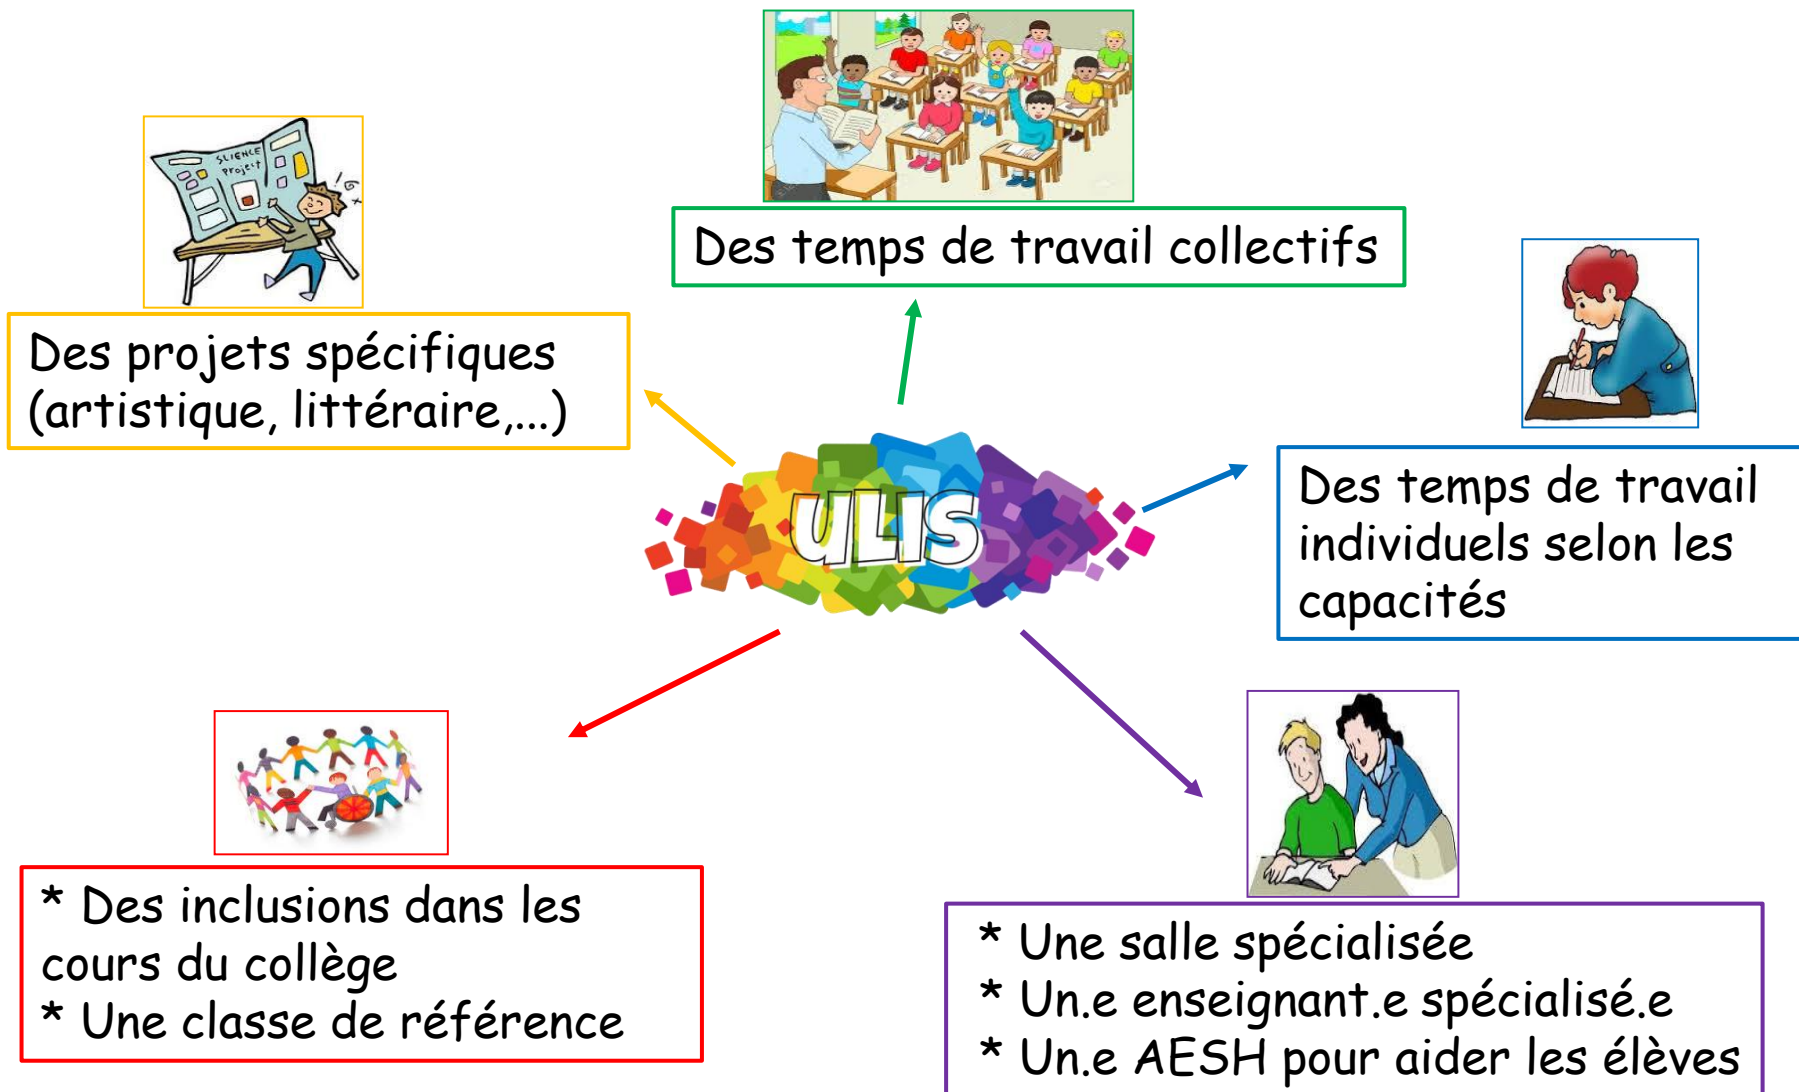 SLIENCE
Project
Des temps de travail collectifs
Des projets spécifiques
(artistique, littéraire,...)
ULIS
Des temps de travail
individuels selon les
capacités
* Des inclusions dans les
cours du collège
* Une classe de référence
* Une salle spécialisée
* Un.e enseignant.e spécialisé.e
* Un.e AESH pour aider les élèves